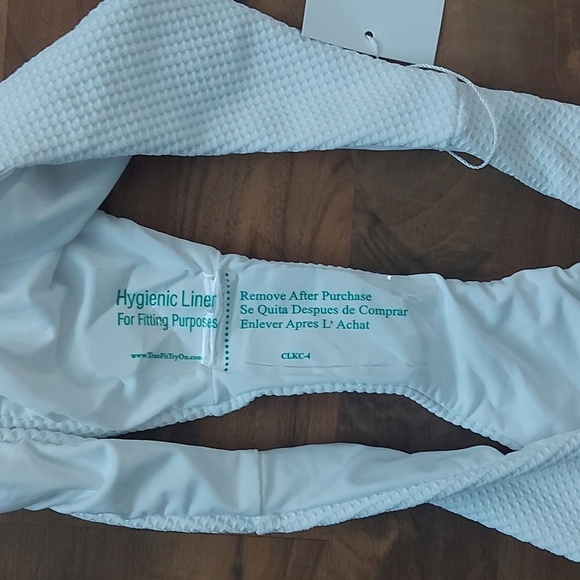 Hygienic Liner
For Fitting Purposes
www.TrueFitTryOn.com
Remove After Purchase
Se Quita Despues de Comprar
Enlever Apres L' Achat
CLKC-4